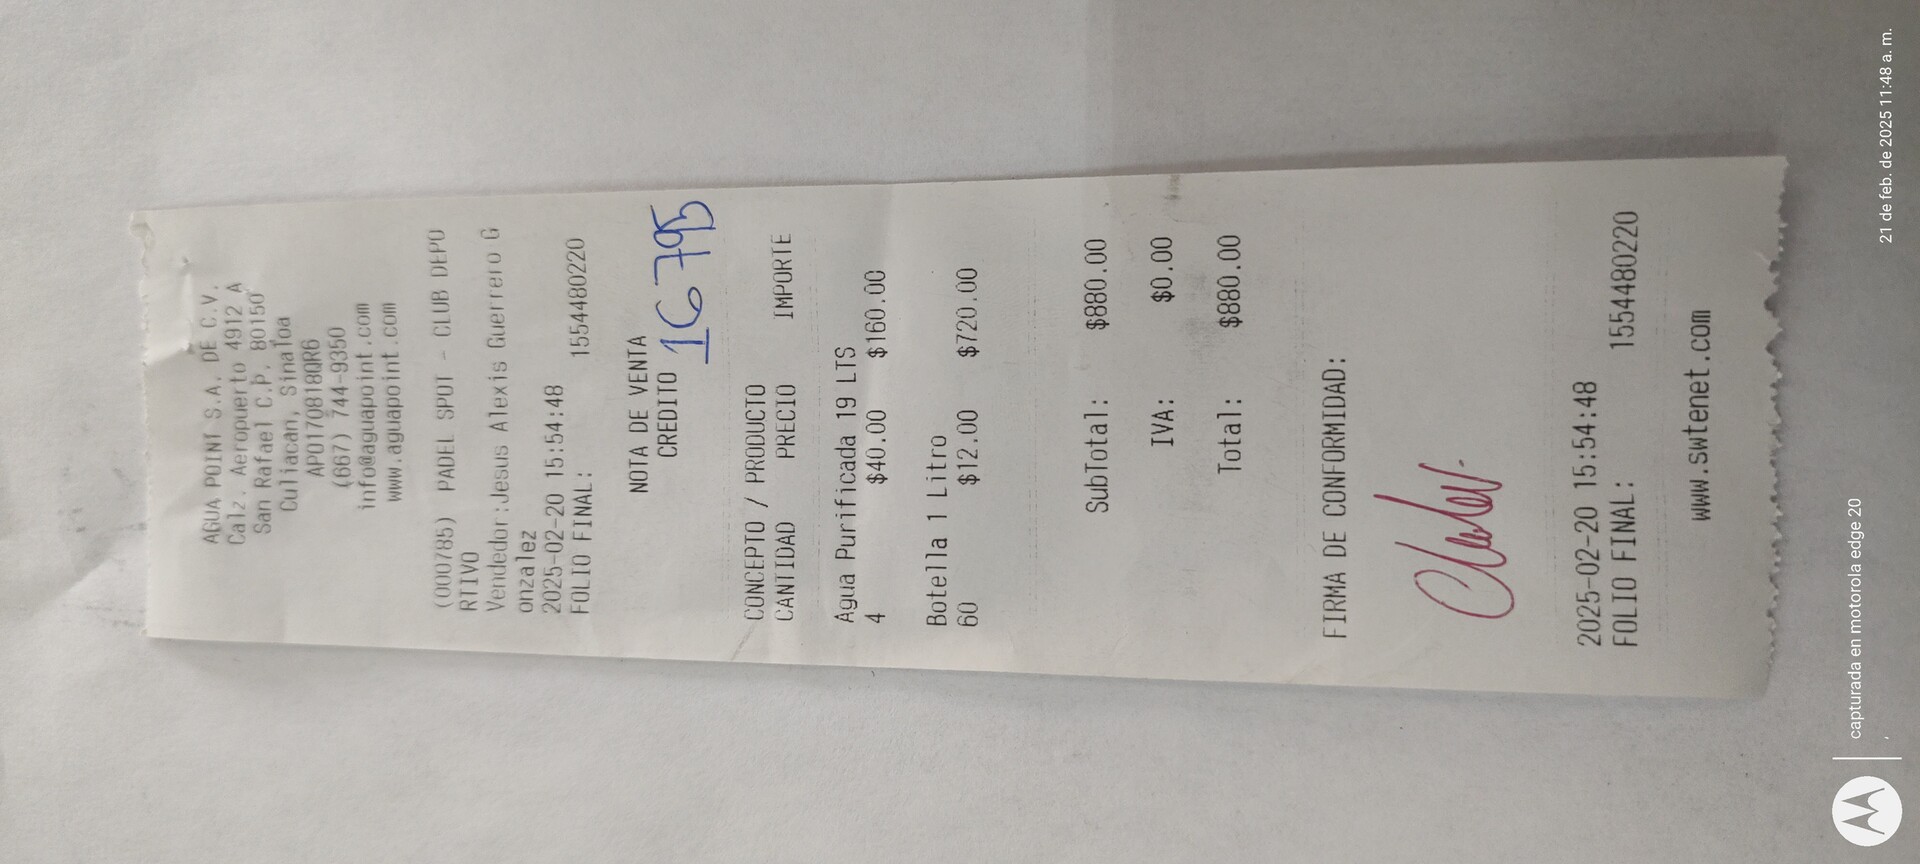 AGUA POINT S.A. DE C.V.
Calz. Aeropuerto 4912 A
San Rafael C.P. 80150
Culiacan, Sinaloa
APO170818QR6
(667) 744-9350
info@aguapoint.com
www.aguapoint.com
(000785) PADEL SPOT - CLUB DEPO
RTIVO
Vendedor:Jesus Alexis Guerrero G
onzalez
2025-02-20 15:54:48
FOLIO FINAL: 1554480220
NOTA DE VENTA
CREDITO 16795
CONCEPTO / PRODUCTO
CANTIDAD PRECIO IMPORTE
Agua Purificada 19 LTS
4 $40.00 $160.00
Botella 1 Litro
60 $12.00 $720.00
SubTotal: $880.00
IVA: $0.00
Total: $880.00
FIRMA DE CONFORMIDAD:
2025-02-20 15:54:48
FOLIO FINAL: 1554480220
www.swtenet.com
capturada en motorola edge 20
,
21 de feb. de 2025 11:48 a. m.